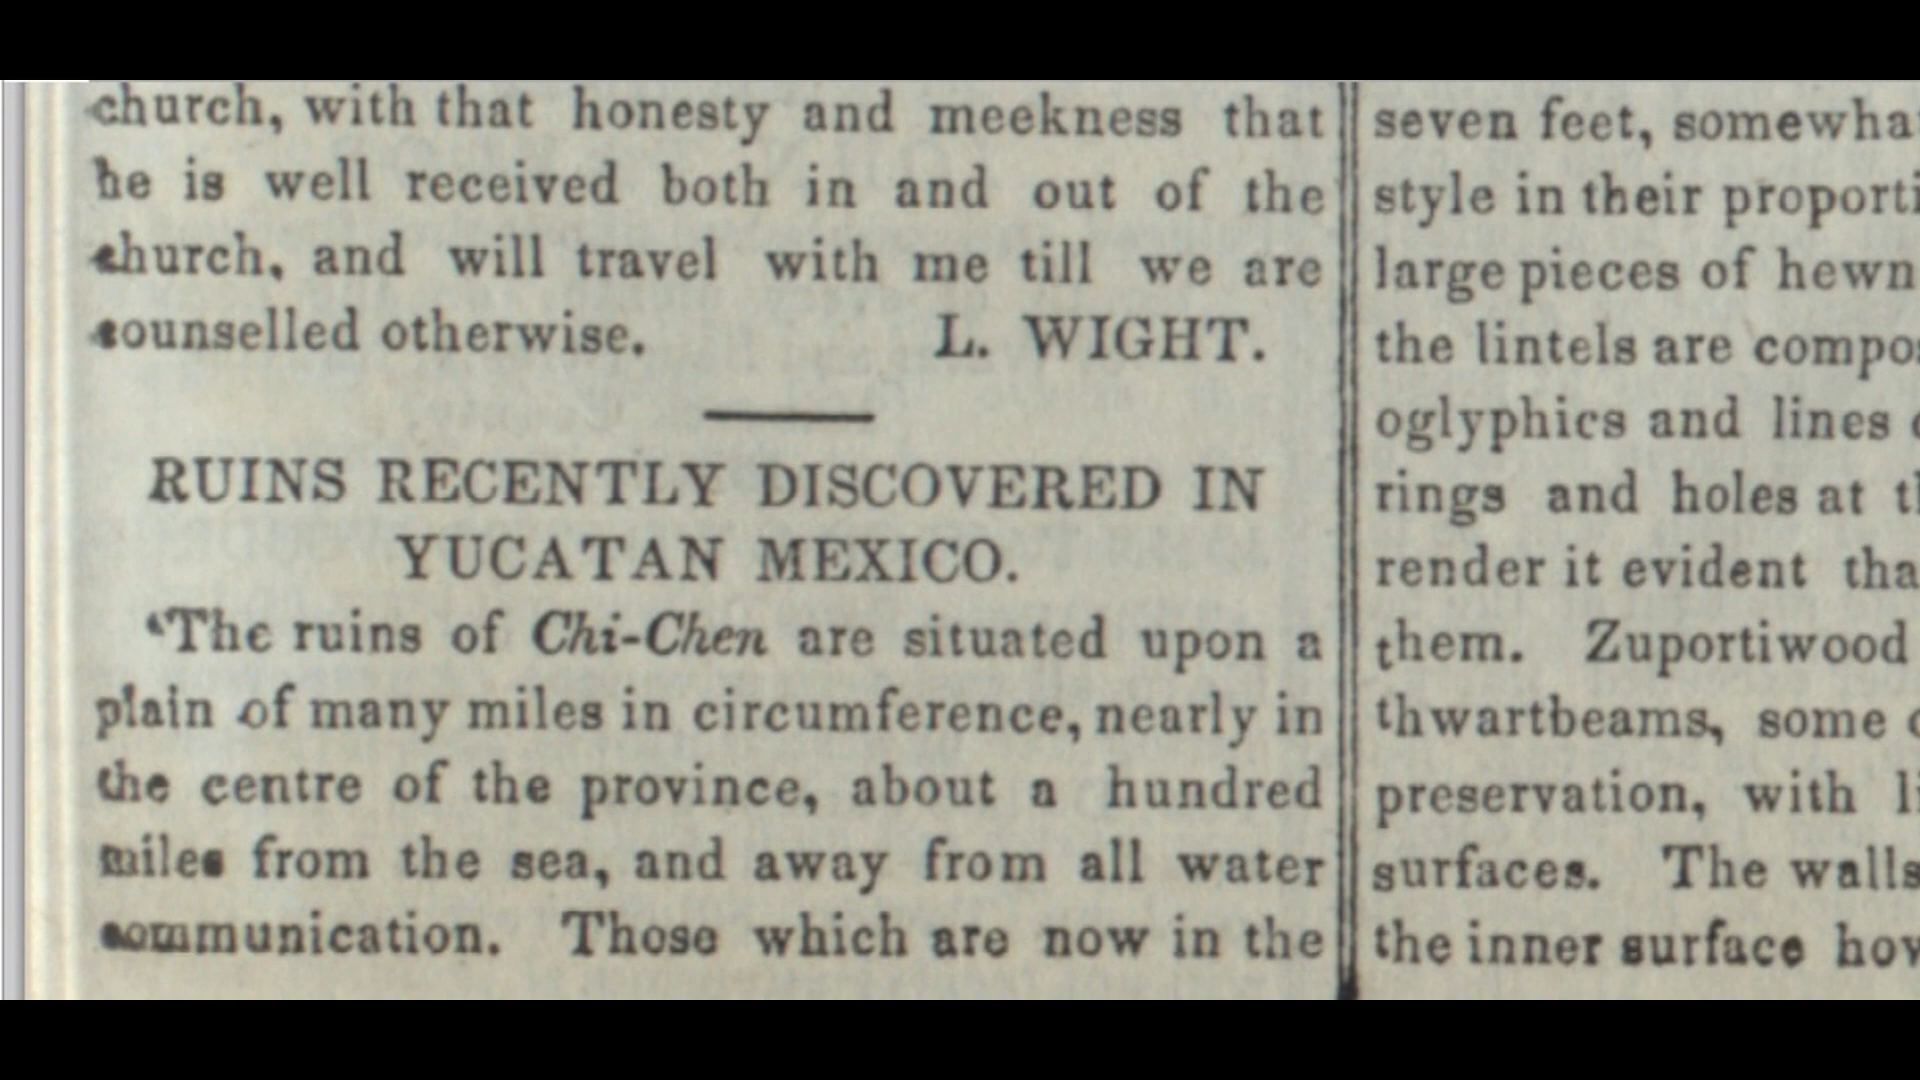 church, with that honesty and meekness that
he is well received both in and out of the
church, and will travel with me till we are
counselled otherwise. L. WIGHT.
RUINS RECENTLY DISCOVERED IN
YUCATAN MEXICO.
'The ruins of Chi-Chen are situated upon a
plain of many miles in circumference, nearly in
the centre of the province, about a hundred
miles from the sea, and away from all water
communication. Those which are now in the
seven feet, somewha
style in their proporti
large pieces of hewn
the lintels are compo
oglyphics and lines
rings and holes at
render it evident tha
them. Zuportiwood
thwartbeams, some
preservation, with
surfaces. The walls
the inner surface